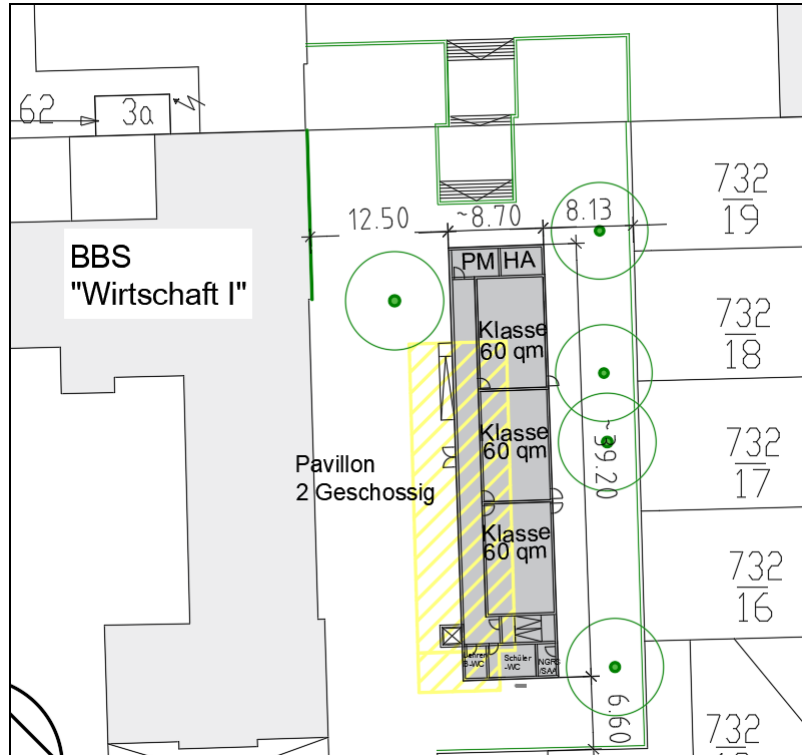 62
3a
BBS
"Wirtschaft I"
12.50
~8.70
8.13
732
19
PM
HA
Klasse
60 qm
732
18
Klasse
60 qm
~39.20
Pavillon
2 Geschossig
732
17
Klasse
60 qm
732
16
Schüler
-WC
6.60
732